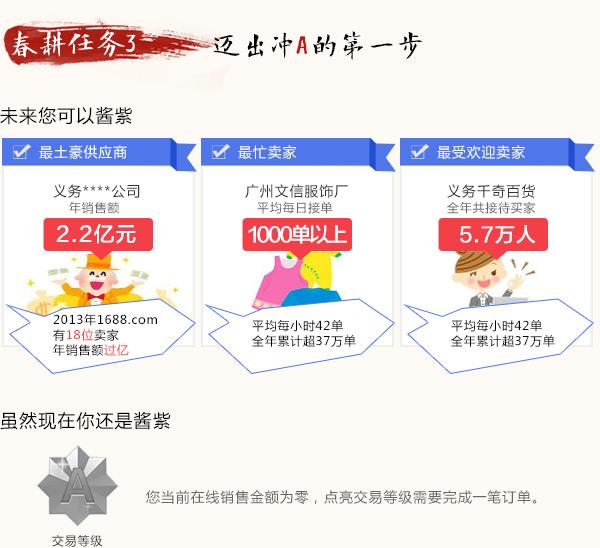 春耕任务3
迈出冲A的第一步
未来您可以酱紫
最土豪供应商
义务****公司
年销售额
2.2亿元
2013年1688.com
有18位卖家
年销售额过亿
最忙卖家
广州文信服饰厂
平均每日接单
1000单以上
平均每小时42单
全年累计超37万单
最受欢迎卖家
义务千奇百货
全年共接待买家
5.7万人
平均每小时42单
全年累计超37万单
虽然现在你还是酱紫
A
交易等级
您当前在线销售金额为零，点亮交易等级需要完成一笔订单。